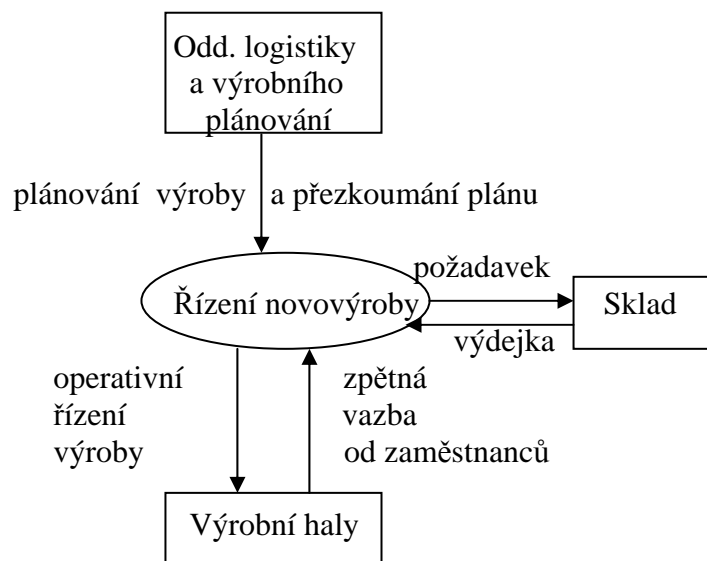 Odd. logistiky
a výrobního
plánování
plánování výroby a přezkoumání plánu
požadavek
Řízení novovýroby
Sklad
výdejka
operativní
řízení
výroby
zpětná
vazba
od zaměstnanců
Výrobní haly